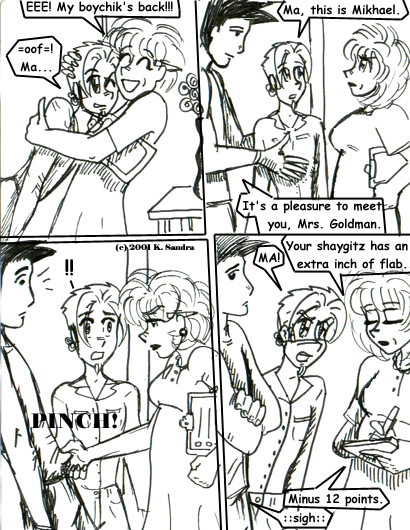 EEE! My boychik's back!!!
=oof=!
Ma...
Ma, this is Mikhael.
It's a pleasure to meet
you, Mrs. Goldman.
(c) 2001 K. Sandra
!!
PINCH!
MA!
Your shaygitz has an
extra inch of flab.
Minus 12 points.
::sigh::